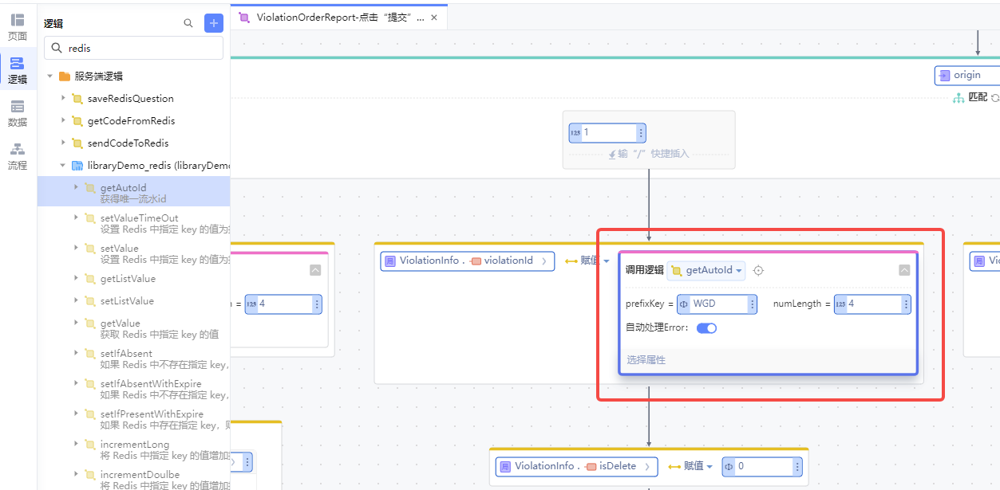 页面
逻辑
数据
流程
逻辑
redis
服务端逻辑
saveRedisQuestion
getCodeFromRedis
sendCodeToRedis
libraryDemo_redis (libraryDemo
getAutoId
获得唯一流水id
setValueTimeOut
设置 Redis 中指定 key 的值为
setValue
设置 Redis 中指定 key 的值为
getListValue
setListValue
getValue
获取 Redis 中指定 key 的值
setIfAbsent
如果 Redis 中不存在指定 key,
setIfAbsentWithExpire
如果 Redis 中不存在指定 key,
setIfPresentWithExpire
如果 Redis 中存在指定 key,
incrementLong
将 Redis 中指定 key 的值增加
incrementDoulbe
将 Redis 中指定 key 的值增加
ViolationOrderReport-点击“提交” ...
origin
匹配
123 1
输 “/” 快捷插入
= 123 4
局 ViolationInfo . violationId 赋值
调用逻辑 getAutoId
prefixKey = WGD numLength = 123 4
自动处理Error:
选择属性
局
局 ViolationInfo . isDelete 赋值 0